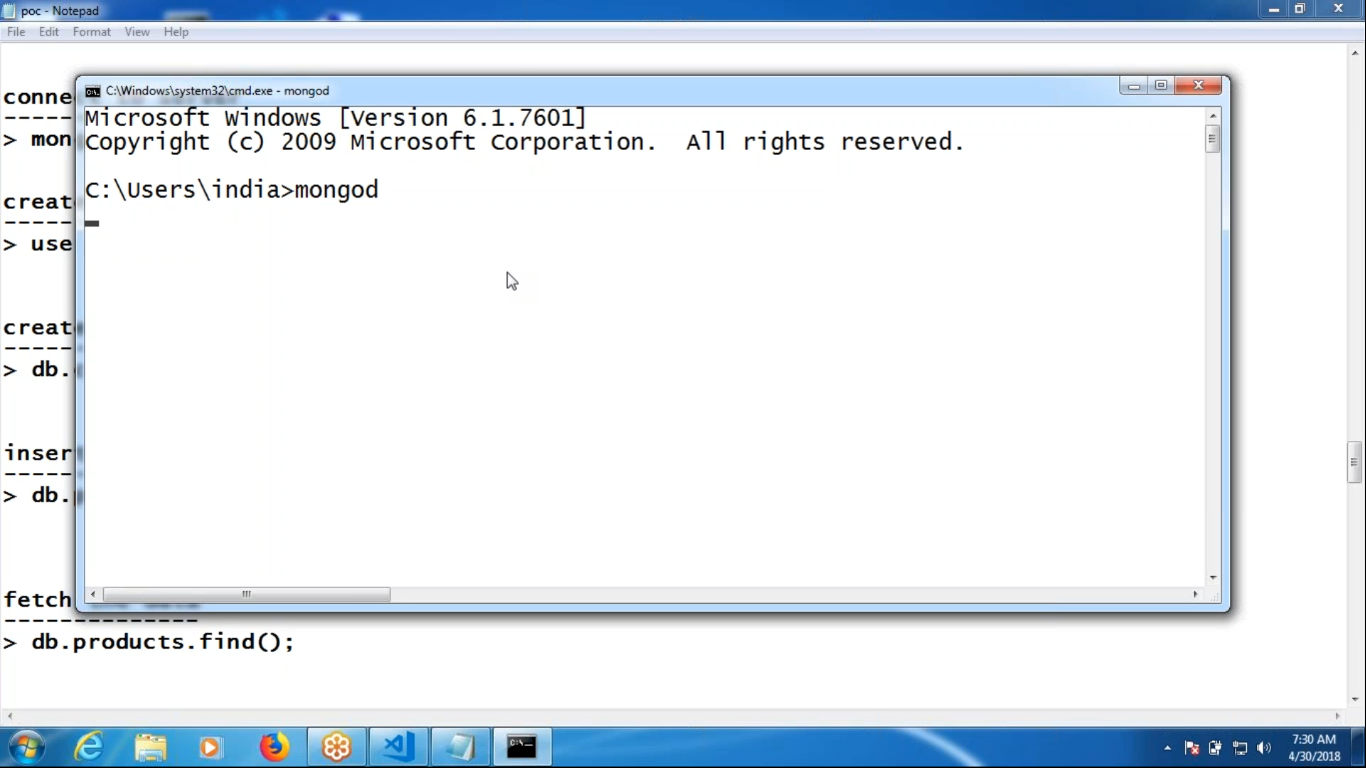 poc - Notepad
File Edit Format View Help
C:\Windows\system32\cmd.exe - mongod
Microsoft Windows [Version 6.1.7601]
Copyright (c) 2009 Microsoft Corporation. All rights reserved.
C:\Users\india>mongod
conne
-----
> mon
creat
-----
> use
creat
-----
> db.
inser
-----
> db.
fetch
--------------
> db.products.find();
7:30 AM
4/30/2018